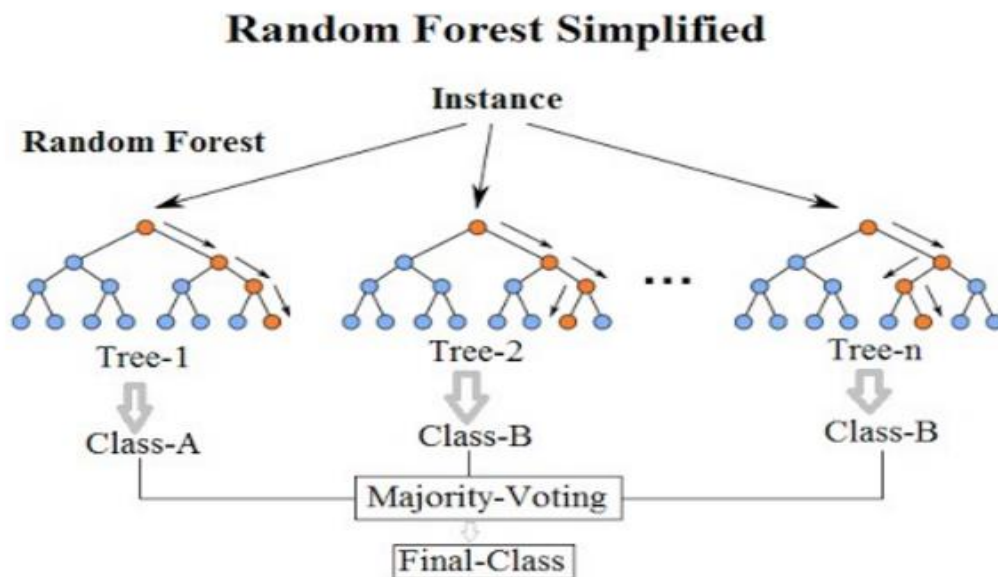 Random Forest Simplified
Instance
Random Forest
...
Tree-1
Tree-2
Tree-n
Class-A
Class-B
Class-B
Majority-Voting
Final-Class